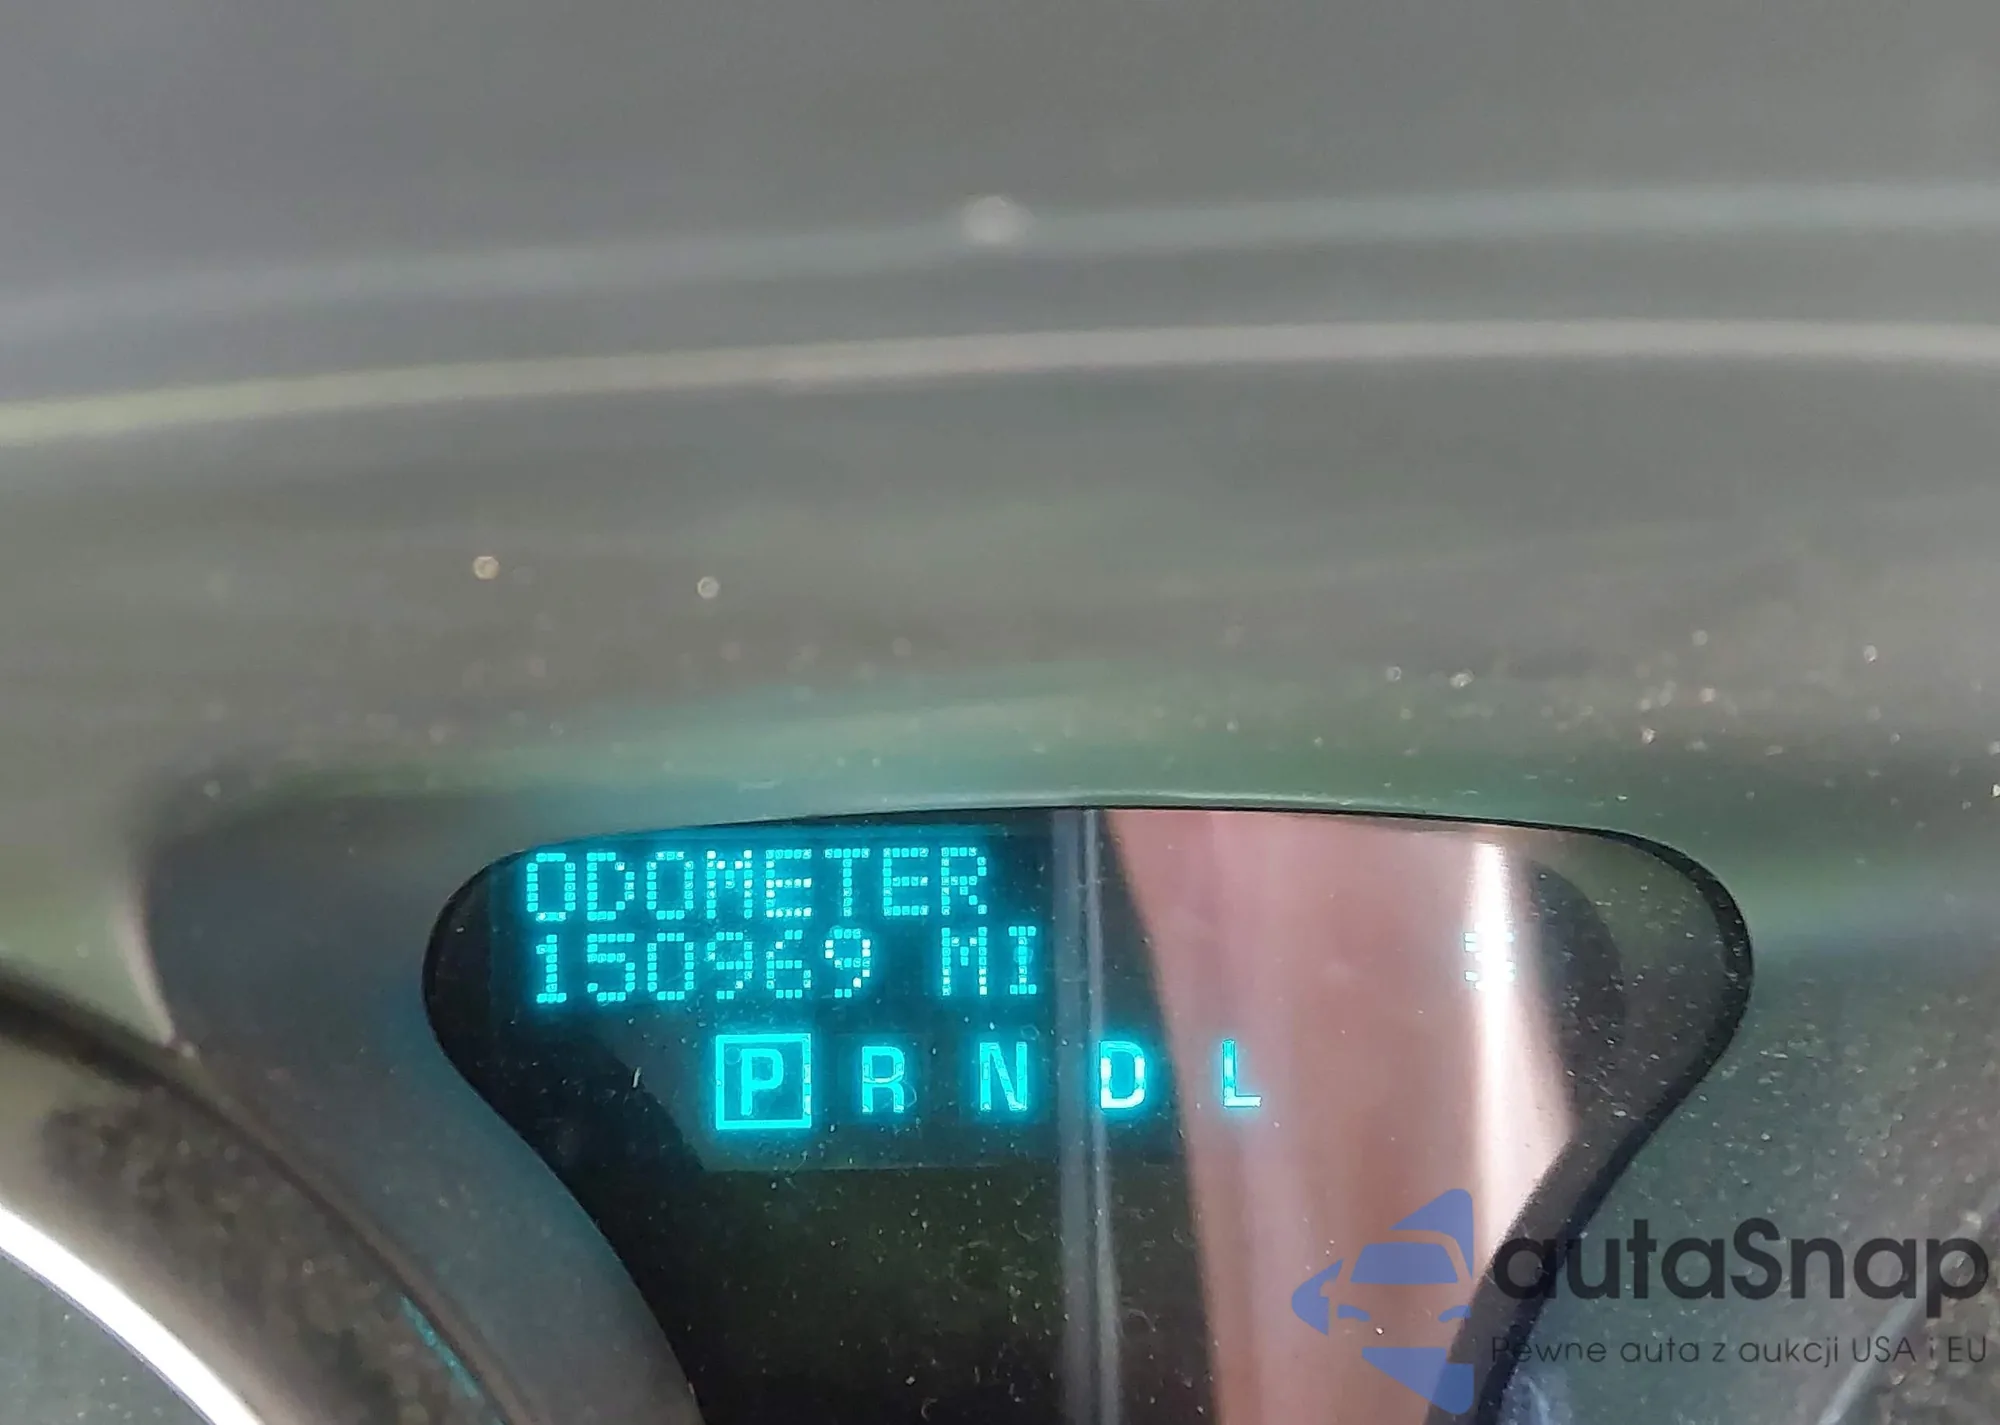 ODOMETER
150969 MI
P R N D L
autaSnap
Pewne auta z aukcji USA i EU